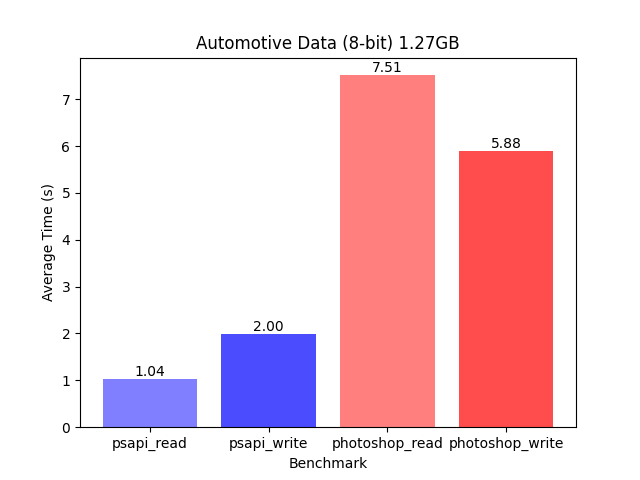 Automotive Data (8-bit) 1.27GB
7.51
5.88
2.00
1.04
7
6
5
4
3
2
1
0
Average Time (s)
psapi_read
psapi_write
photoshop_read
photoshop_write
Benchmark